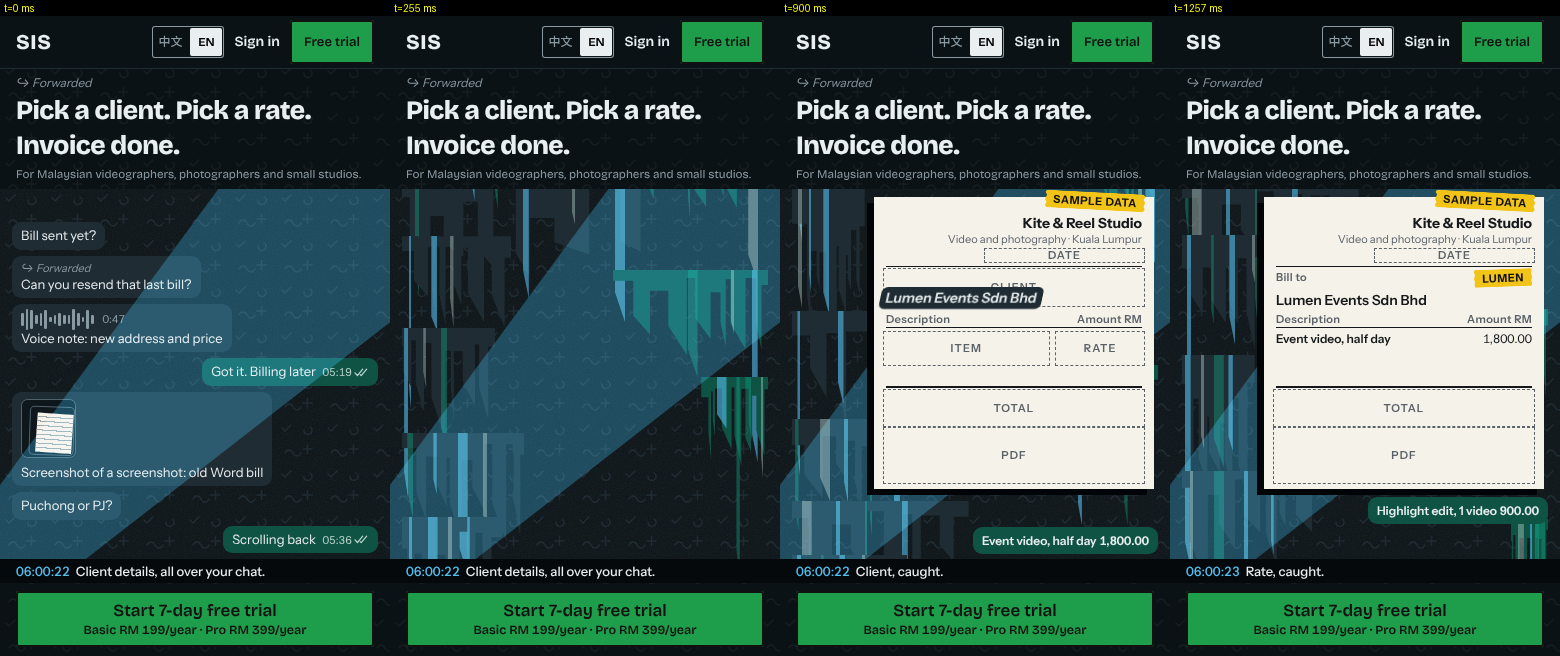 t=0 ms
SIS
中文 EN Sign in Free trial
Forwarded
Pick a client. Pick a rate.
Invoice done.
For Malaysian videographers, photographers and small studios.
Bill sent yet?
Forwarded
Can you resend that last bill?
0:47
Voice note: new address and price
Got it. Billing later 05:19
Screenshot of a screenshot: old Word bill
Puchong or PJ?
Scrolling back 05:36
06:00:22 Client details, all over your chat.
Start 7-day free trial
Basic RM 199/year · Pro RM 399/year
t=255 ms
SIS
中文 EN Sign in Free trial
Forwarded
Pick a client. Pick a rate.
Invoice done.
For Malaysian videographers, photographers and small studios.
06:00:22 Client details, all over your chat.
Start 7-day free trial
Basic RM 199/year · Pro RM 399/year
t=900 ms
SIS
中文 EN Sign in Free trial
Forwarded
Pick a client. Pick a rate.
Invoice done.
For Malaysian videographers, photographers and small studios.
SAMPLE DATA
Kite & Reel Studio
Video and photography · Kuala Lumpur
DATE
CLIENT
Lumen Events Sdn Bhd
Description Amount RM
ITEM RATE
TOTAL
PDF
Event video, half day 1,800.00
06:00:22 Client, caught.
Start 7-day free trial
Basic RM 199/year · Pro RM 399/year
t=1257 ms
SIS
中文 EN Sign in Free trial
Forwarded
Pick a client. Pick a rate.
Invoice done.
For Malaysian videographers, photographers and small studios.
SAMPLE DATA
Kite & Reel Studio
Video and photography · Kuala Lumpur
DATE
Bill to LUMEN
Lumen Events Sdn Bhd
Description Amount RM
Event video, half day 1,800.00
TOTAL
PDF
Highlight edit, 1 video 900.00
06:00:23 Rate, caught.
Start 7-day free trial
Basic RM 199/year · Pro RM 399/year